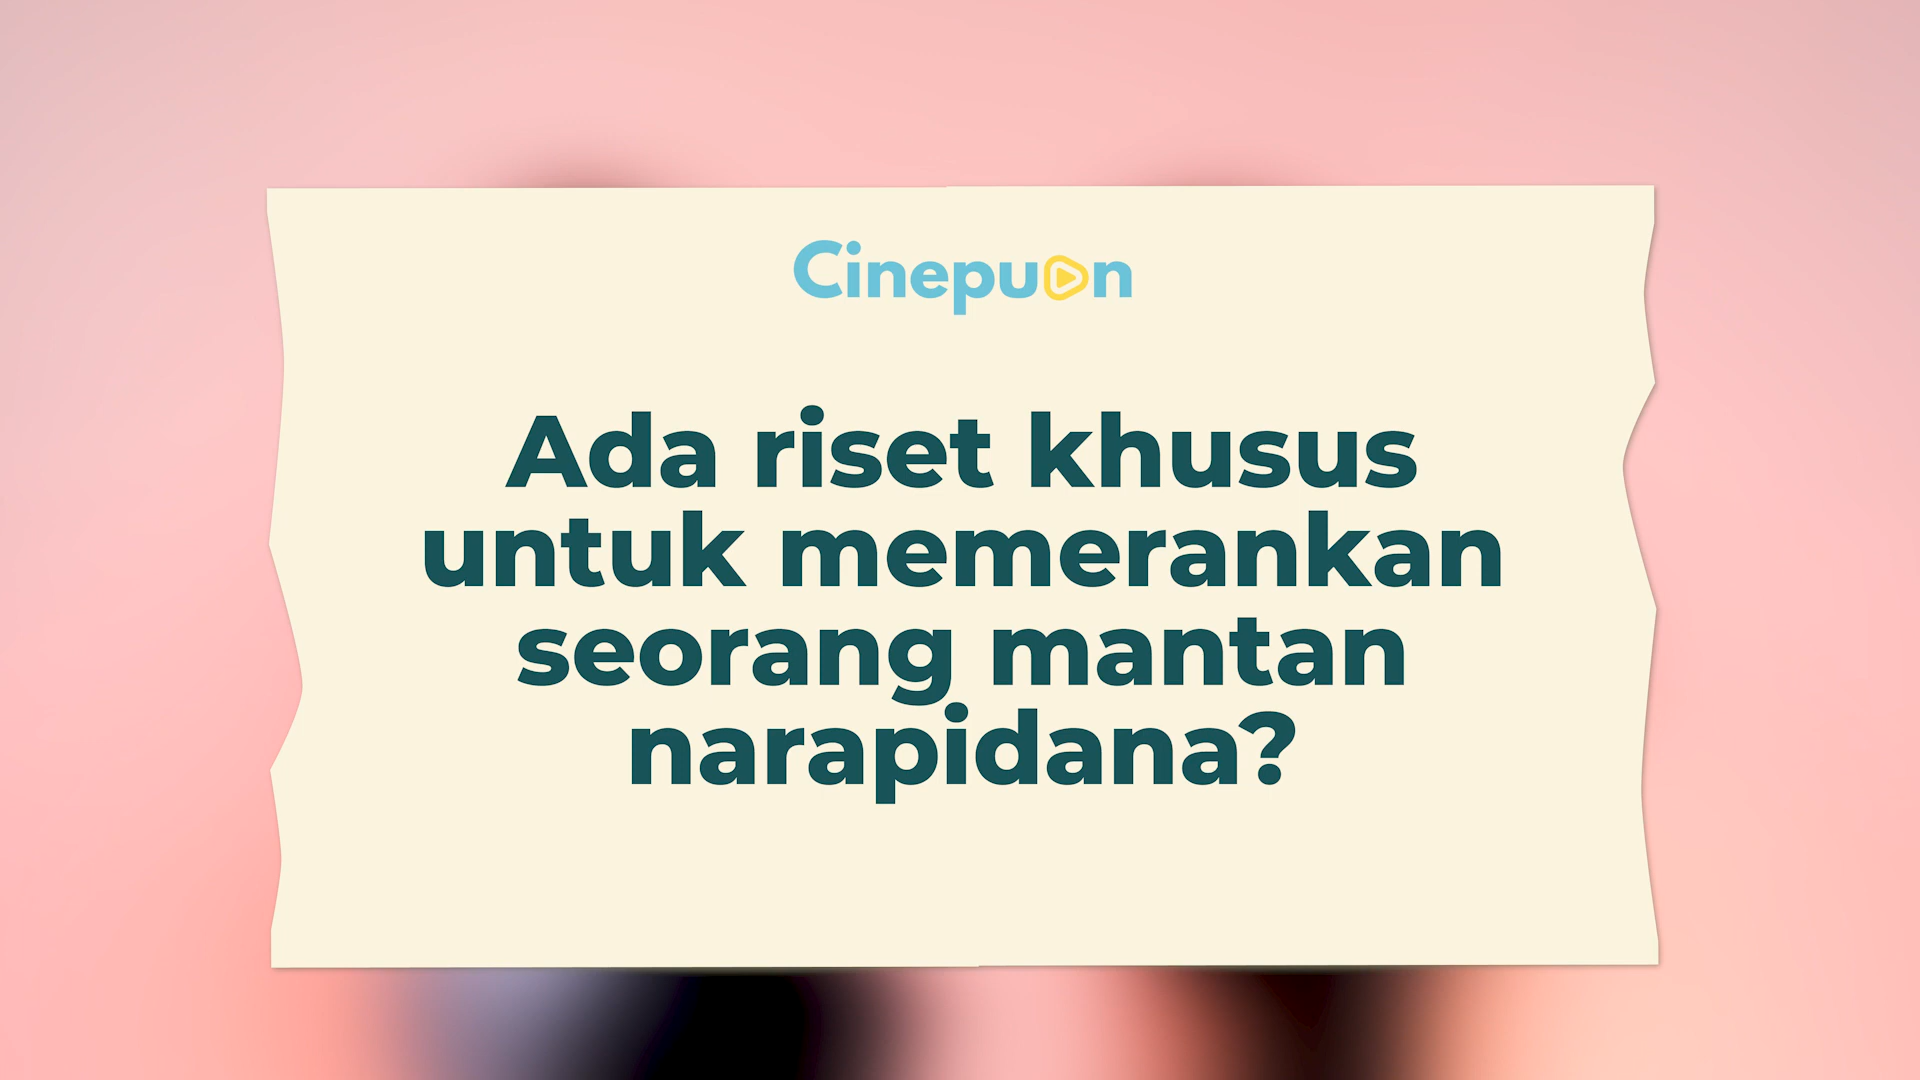 Cinepuan
Ada riset khusus
untuk memerankan
seorang mantan
narapidana?